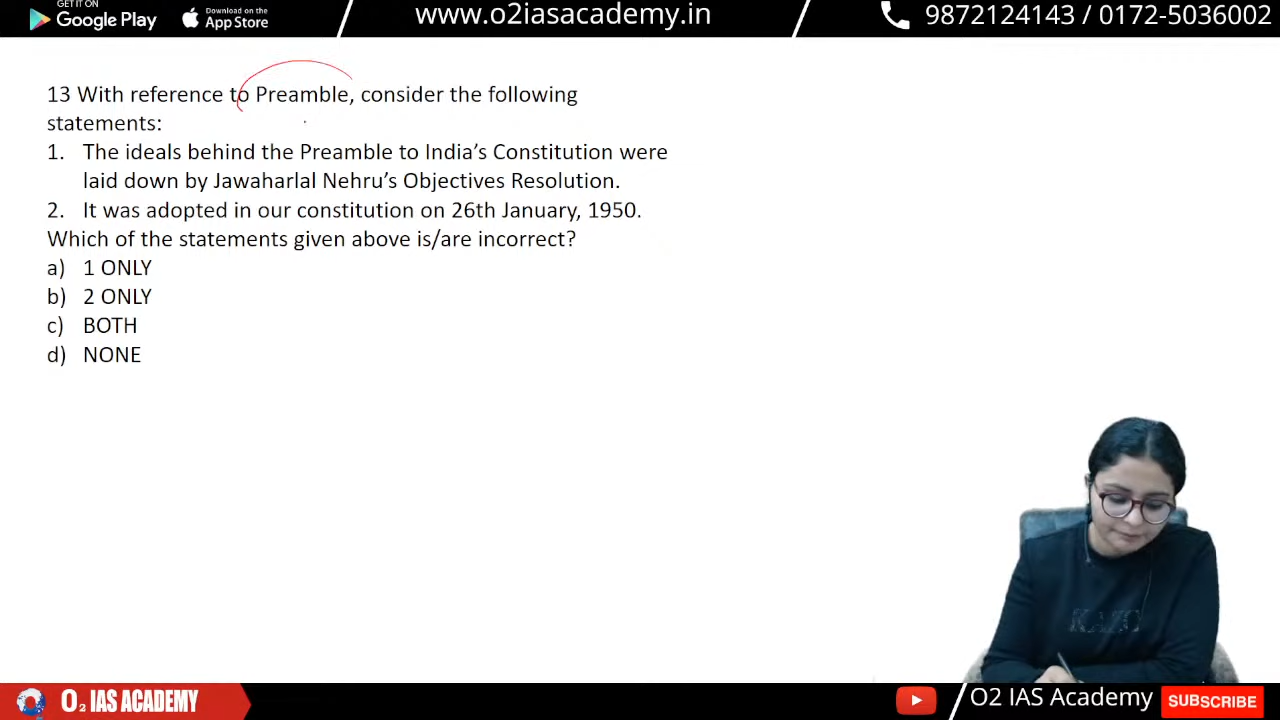 GET IT ON
Google Play
Download on the
App Store
www.o2iasacademy.in
9872124143 / 0172-5036002
13 With reference to Preamble, consider the following
statements:
1. The ideals behind the Preamble to India’s Constitution were
laid down by Jawaharlal Nehru’s Objectives Resolution.
2. It was adopted in our constitution on 26th January, 1950.
Which of the statements given above is/are incorrect?
a) 1 ONLY
b) 2 ONLY
c) BOTH
d) NONE
O2 IAS ACADEMY
O2 IAS Academy
SUBSCRIBE